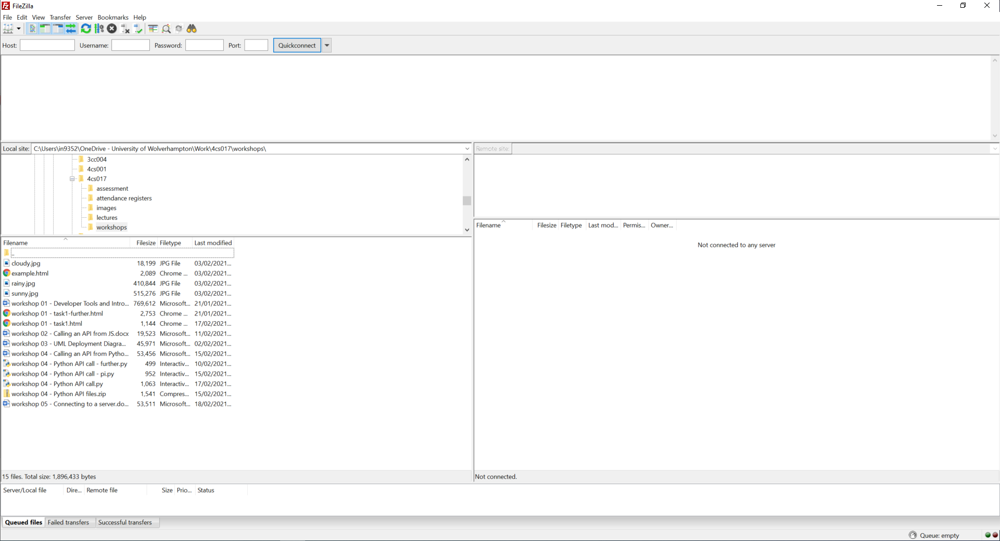 FileZilla
File Edit View Transfer Server Bookmarks Help
Host: Username: Password: Port: Quickconnect
Local site: C:\Users\in9352\OneDrive - University of Wolverhampton\Work\4cs017\workshops\
3cc004
4cs001
4cs017
assessment
attendance registers
images
lectures
workshops
Filename Filesize Filetype Last modified
..
cloudy.jpg 18,199 JPG File 03/02/2021...
example.html 2,089 Chrome ... 03/02/2021...
rainy.jpg 410,844 JPG File 03/02/2021...
sunny.jpg 515,276 JPG File 03/02/2021...
workshop 01 - Developer Tools and Intro... 769,612 Microsoft... 21/01/2021...
workshop 01 - task1-further.html 2,753 Chrome ... 21/01/2021...
workshop 01 - task1.html 1,144 Chrome ... 17/02/2021...
workshop 02 - Calling an API from JS.docx 19,523 Microsoft... 11/02/2021...
workshop 03 - UML Deployment Diagra... 45,971 Microsoft... 02/02/2021...
workshop 04 - Calling an API from Pytho... 53,456 Microsoft... 15/02/2021...
workshop 04 - Python API call - further.py 499 Interactiv... 10/02/2021...
workshop 04 - Python API call - pi.py 952 Interactiv... 15/02/2021...
workshop 04 - Python API call.py 1,063 Interactiv... 17/02/2021...
workshop 04 - Python API files.zip 1,541 Compres... 15/02/2021...
workshop 05 - Connecting to a server.do... 53,511 Microsoft... 18/02/2021...
15 files. Total size: 1,896,433 bytes
Remote site:
Filename Filesize Filetype Last mod... Permis... Owner...
Not connected to any server
Not connected.
Server/Local file Dire... Remote file Size Prio... Status
Queued files Failed transfers Successful transfers
Queue: empty